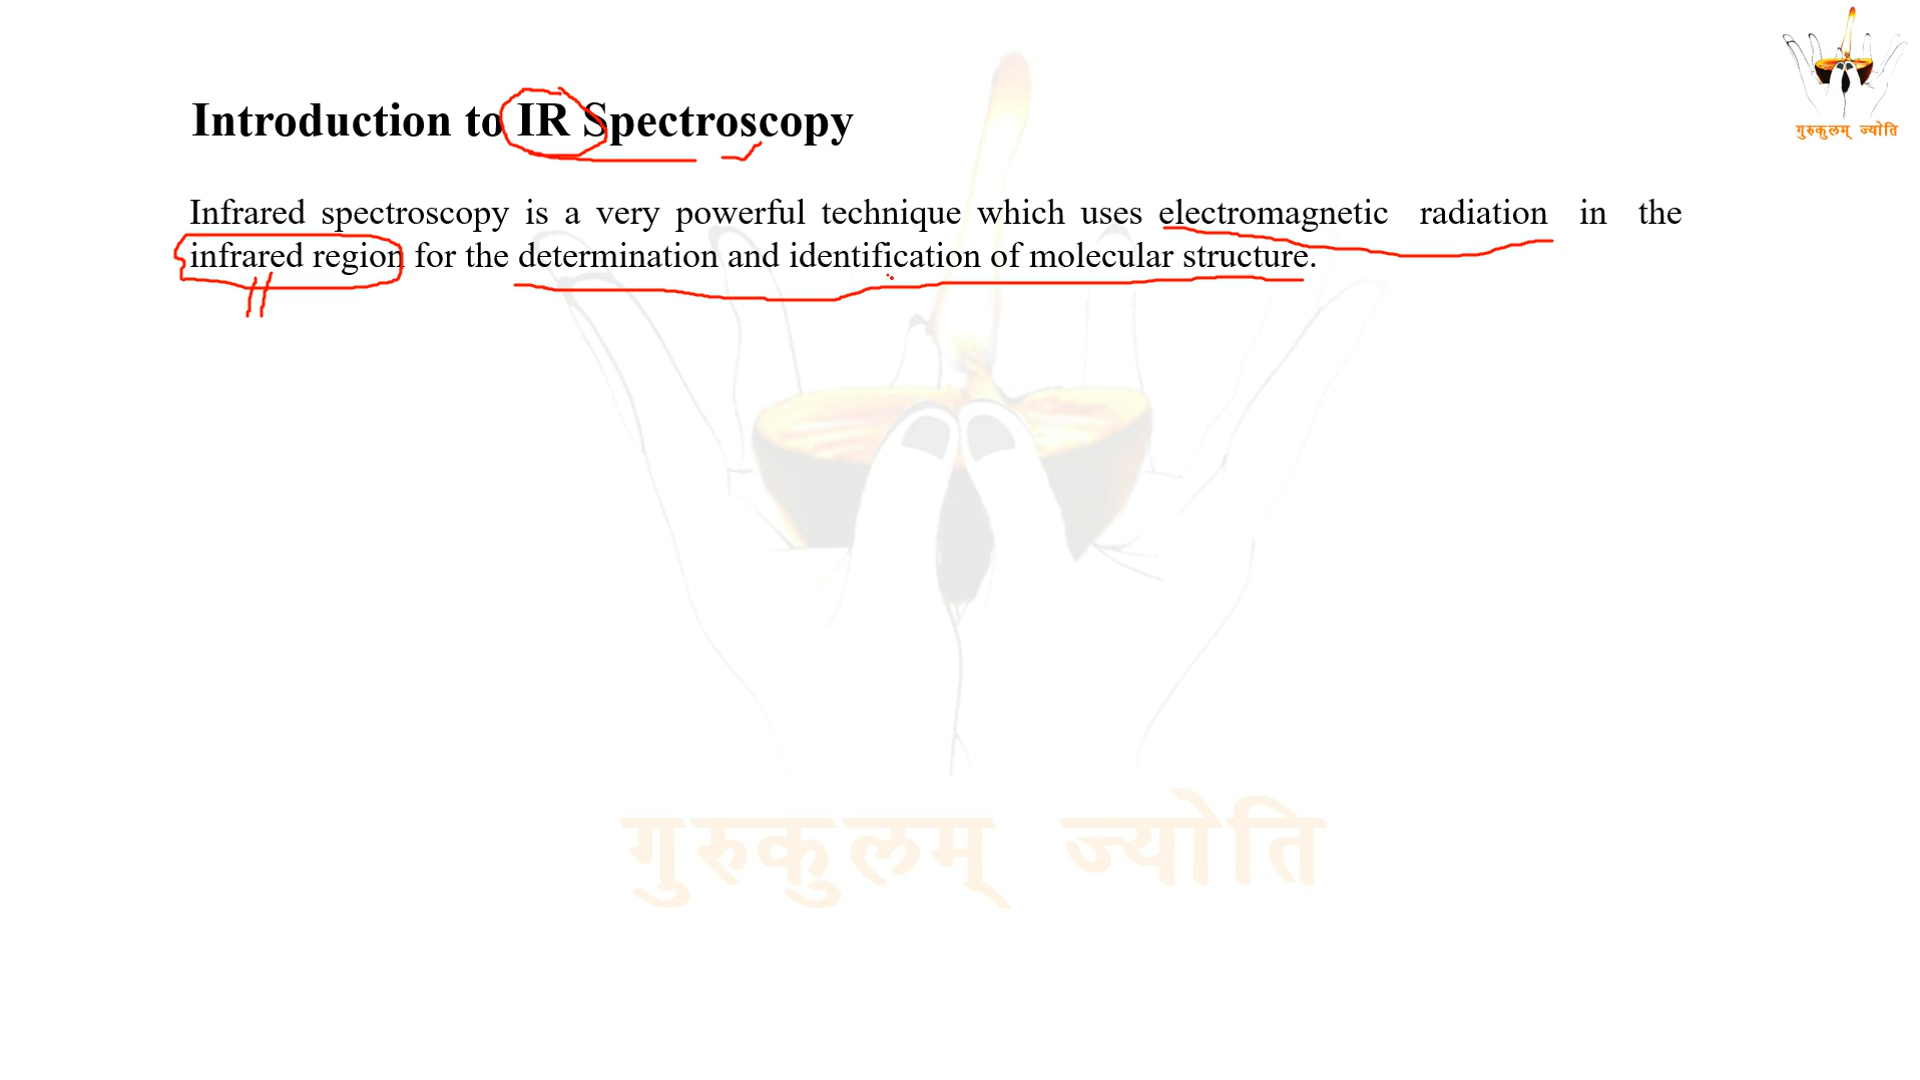 Introduction to IR Spectroscopy
गुरुकुलम् ज्योति
Infrared spectroscopy is a very powerful technique which uses electromagnetic radiation in the
infrared region for the determination and identification of molecular structure.
गुरुकुलम् ज्योति